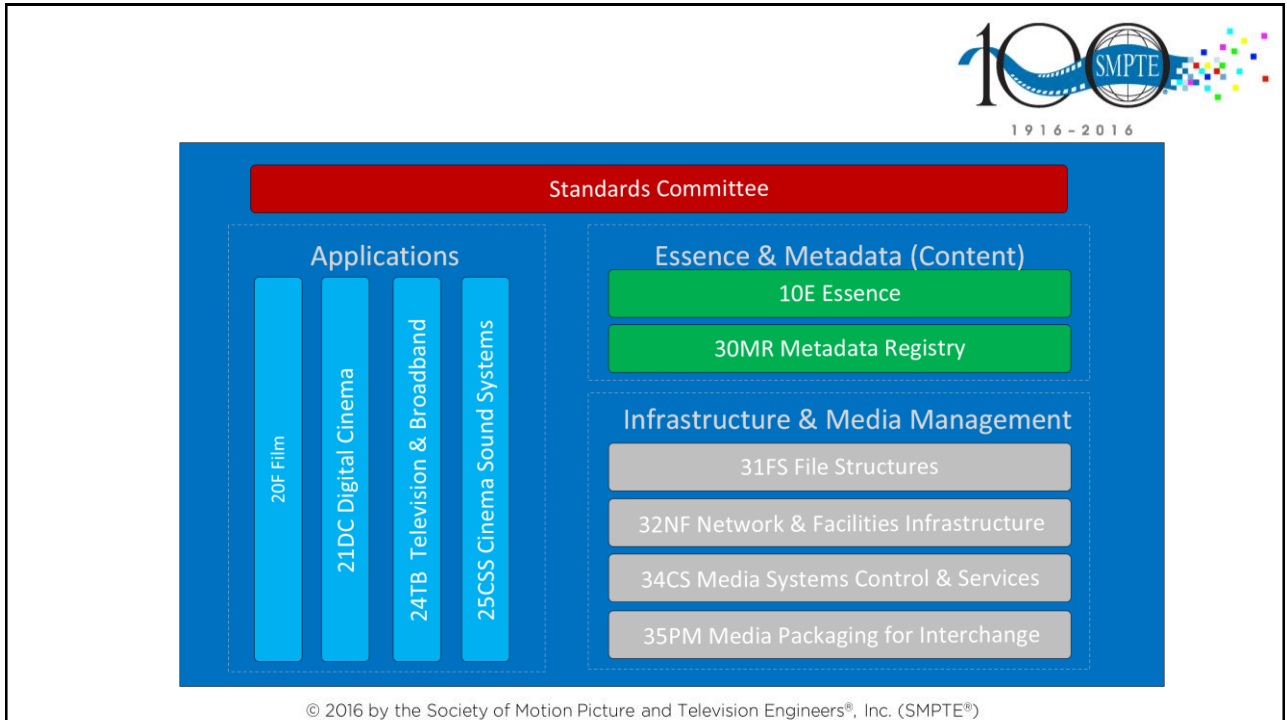 100
SMPTE
1916-2016
Standards Committee
Applications
20F Film
21DC Digital Cinema
24TB Television & Broadband
25CSS Cinema Sound Systems
Essence & Metadata (Content)
10E Essence
30MR Metadata Registry
Infrastructure & Media Management
31FS File Structures
32NF Network & Facilities Infrastructure
34CS Media Systems Control & Services
35PM Media Packaging for Interchange
© 2016 by the Society of Motion Picture and Television Engineers®, Inc. (SMPTE®)